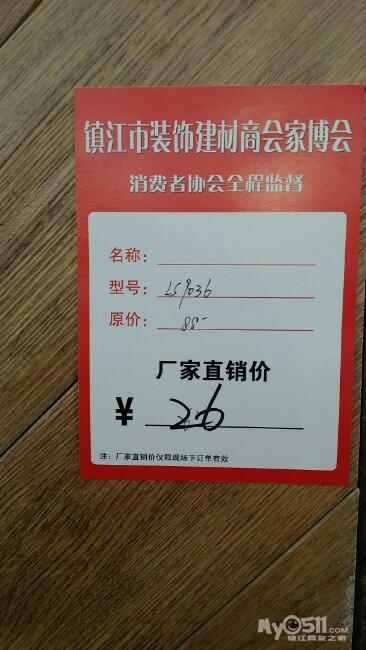 镇江市装饰建材商会家博会
消费者协会全程监督
名称：
型号：LS9036
原价：88-
厂家直销价
¥ 26
注：厂家直销价仅限现场下订单有效
MyO511.COM
镇江网友之家